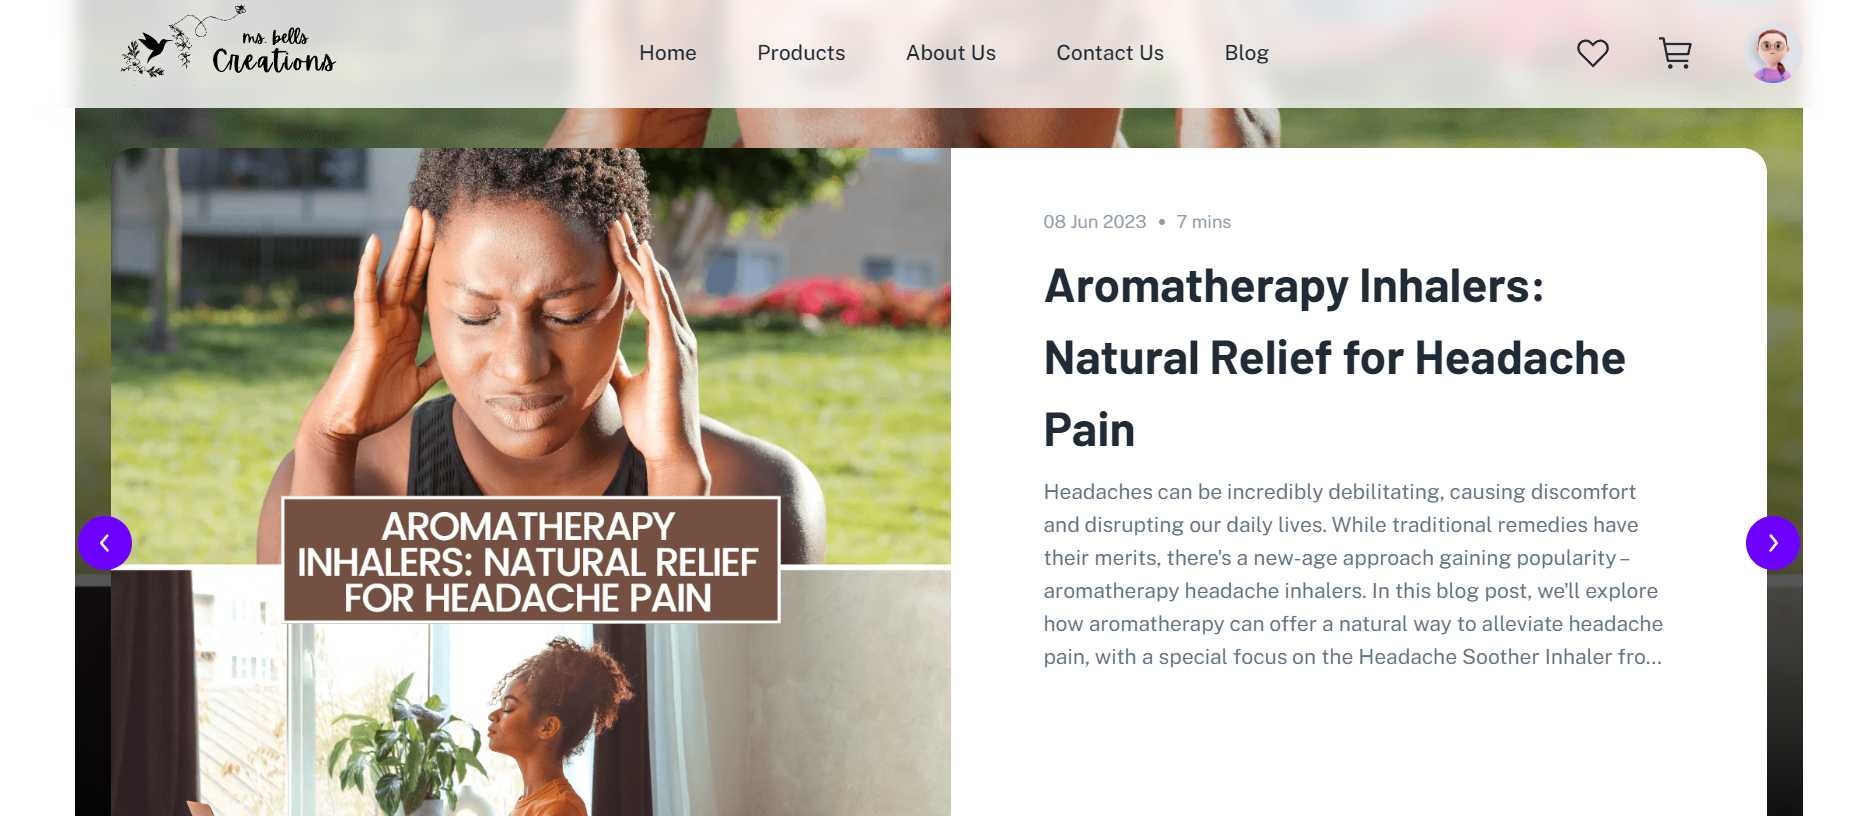 ms. bells
Creations
Home
Products
About Us
Contact Us
Blog
08 Jun 2023 • 7 mins
Aromatherapy Inhalers:
Natural Relief for Headache
Pain
Headaches can be incredibly debilitating, causing discomfort
and disrupting our daily lives. While traditional remedies have
their merits, there's a new-age approach gaining popularity –
aromatherapy headache inhalers. In this blog post, we'll explore
how aromatherapy can offer a natural way to alleviate headache
pain, with a special focus on the Headache Soother Inhaler fro...
AROMATHERAPY
INHALERS: NATURAL RELIEF
FOR HEADACHE PAIN